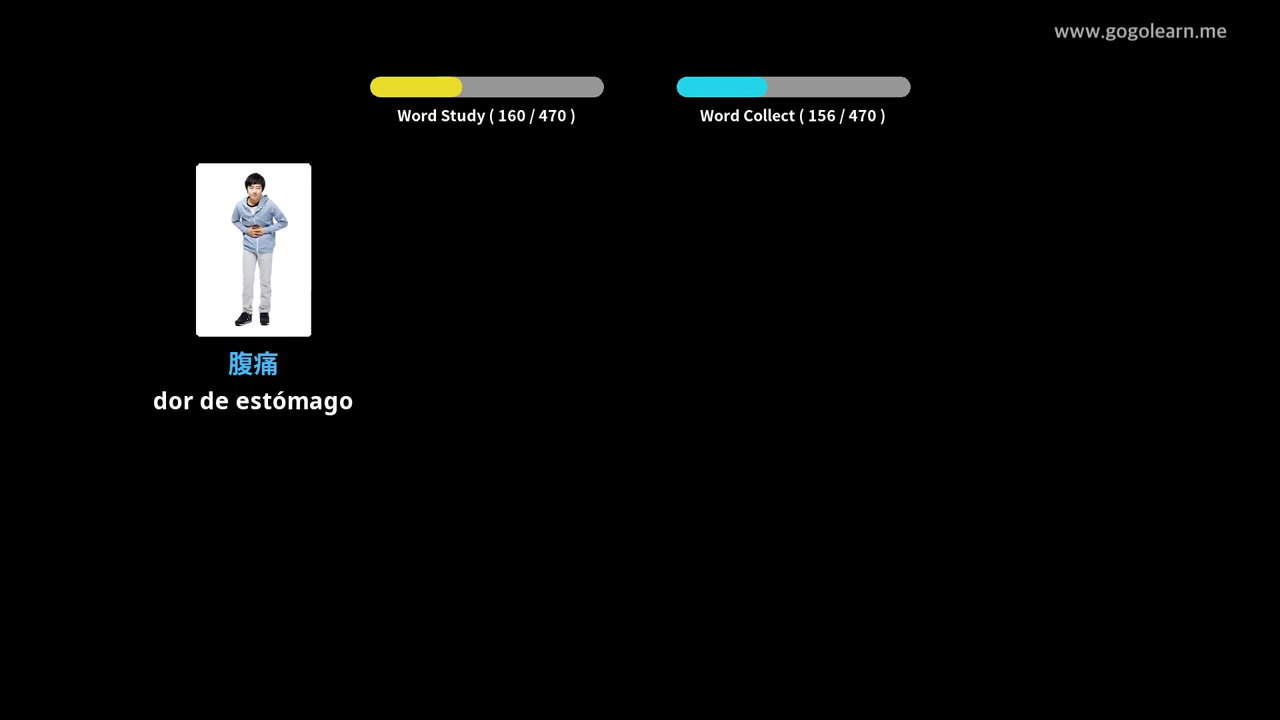 www.gogolearn.me
Word Study ( 160 / 470 )
Word Collect ( 156 / 470 )
腹痛
dor de estómago